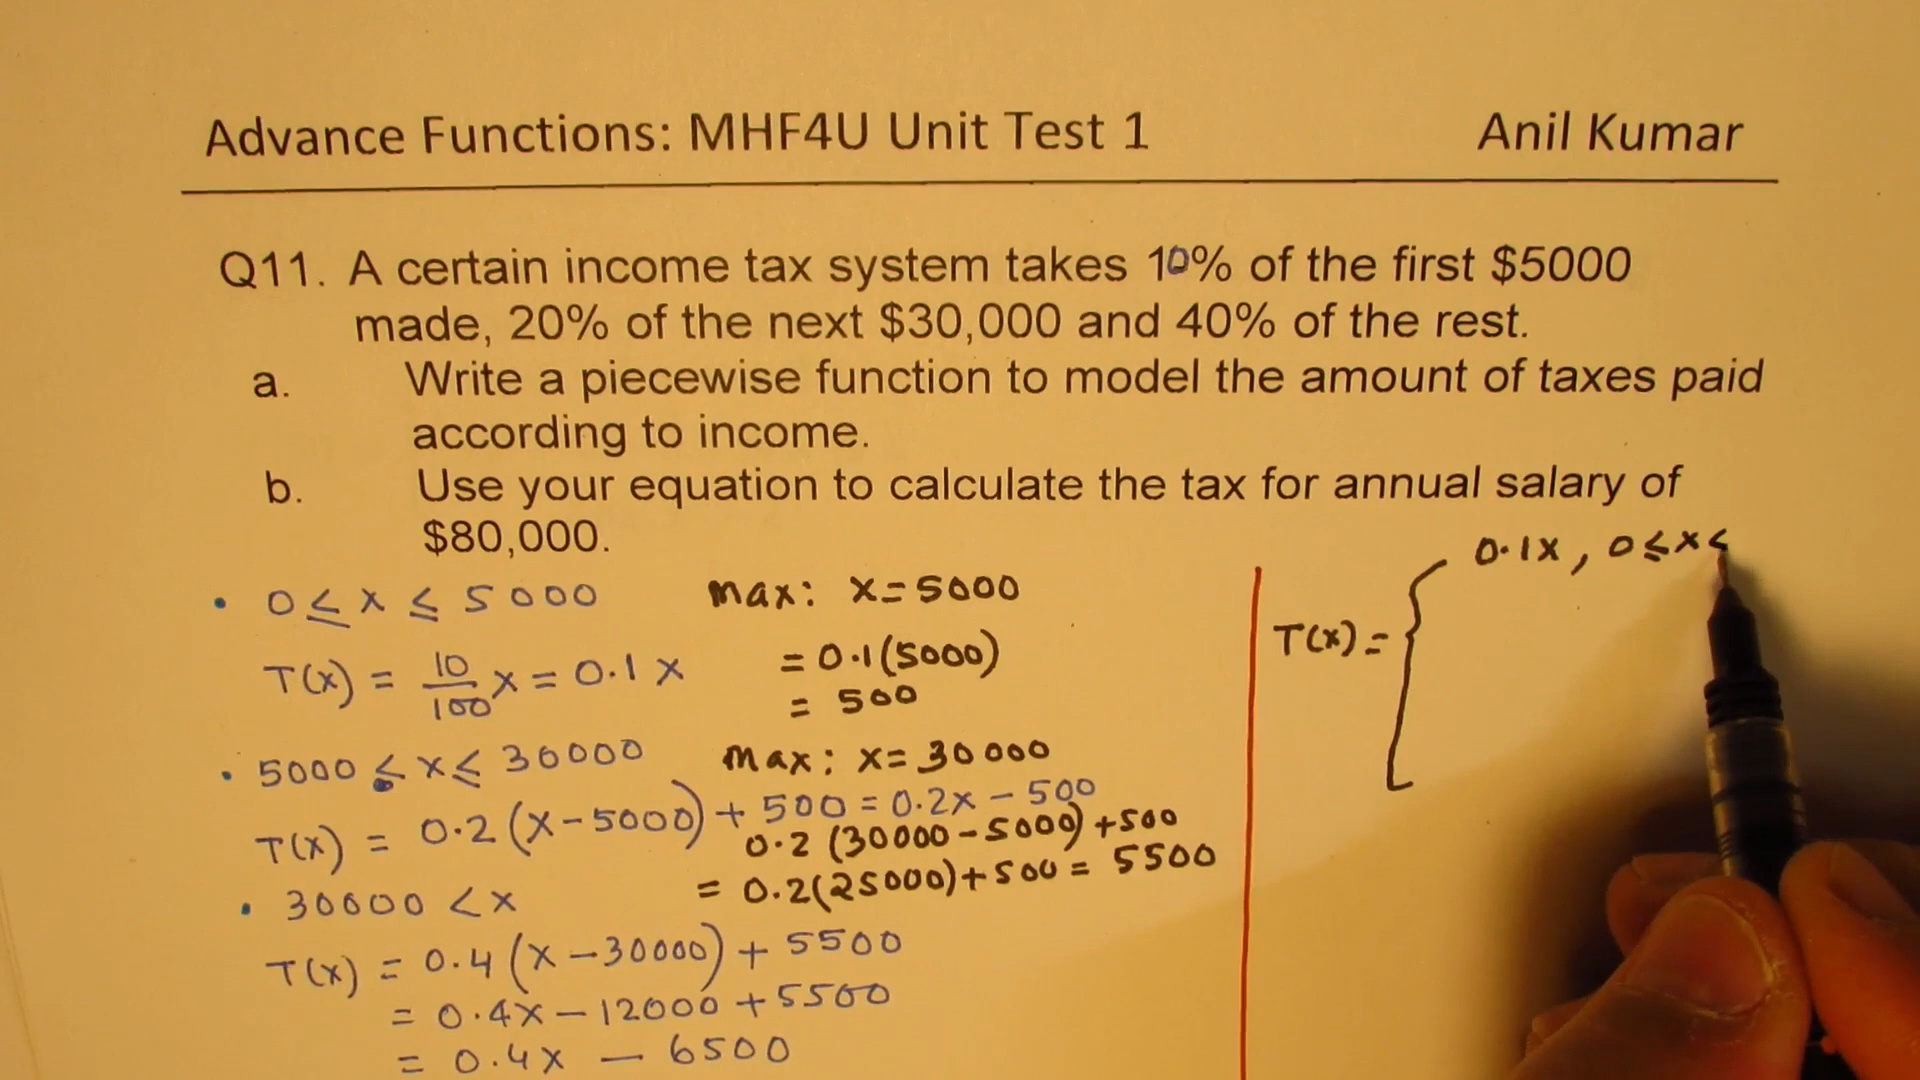 Advance Functions: MHF4U Unit Test 1 Anil Kumar
Q11. A certain income tax system takes 10% of the first $5000
made, 20% of the next $30,000 and 40% of the rest.
a. Write a piecewise function to model the amount of taxes paid
according to income.
b. Use your equation to calculate the tax for annual salary of
$80,000.
• 0 ≤ x ≤ 5000
T(x) = 10/100 x = 0.1 x
max: x = 5000
= 0.1(5000)
= 500
• 5000 ≤ x ≤ 30000
T(x) = 0.2(x-5000) + 500 = 0.2x - 500
max: x = 30000
0.2 (30000-5000) +500
= 0.2(25000)+500 = 5500
• 30000 < x
T(x) = 0.4 (x-30000) + 5500
= 0.4x - 12000 + 5500
= 0.4x - 6500
T(x) = { 0.1x, 0 ≤ x <